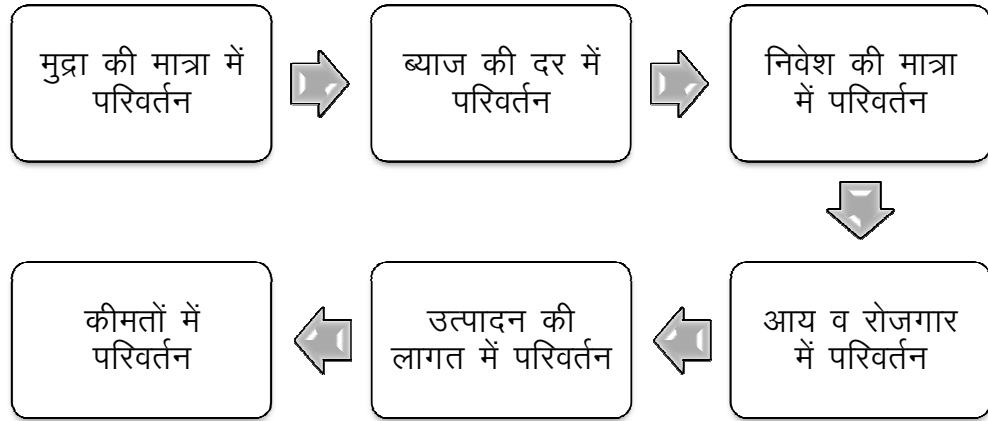 मुद्रा की मात्रा में
परिवर्तन
ब्याज की दर में
परिवर्तन
निवेश की मात्रा
में परिवर्तन
आय व रोजगार
में परिवर्तन
उत्पादन की
लागत में परिवर्तन
कीमतों में
परिवर्तन